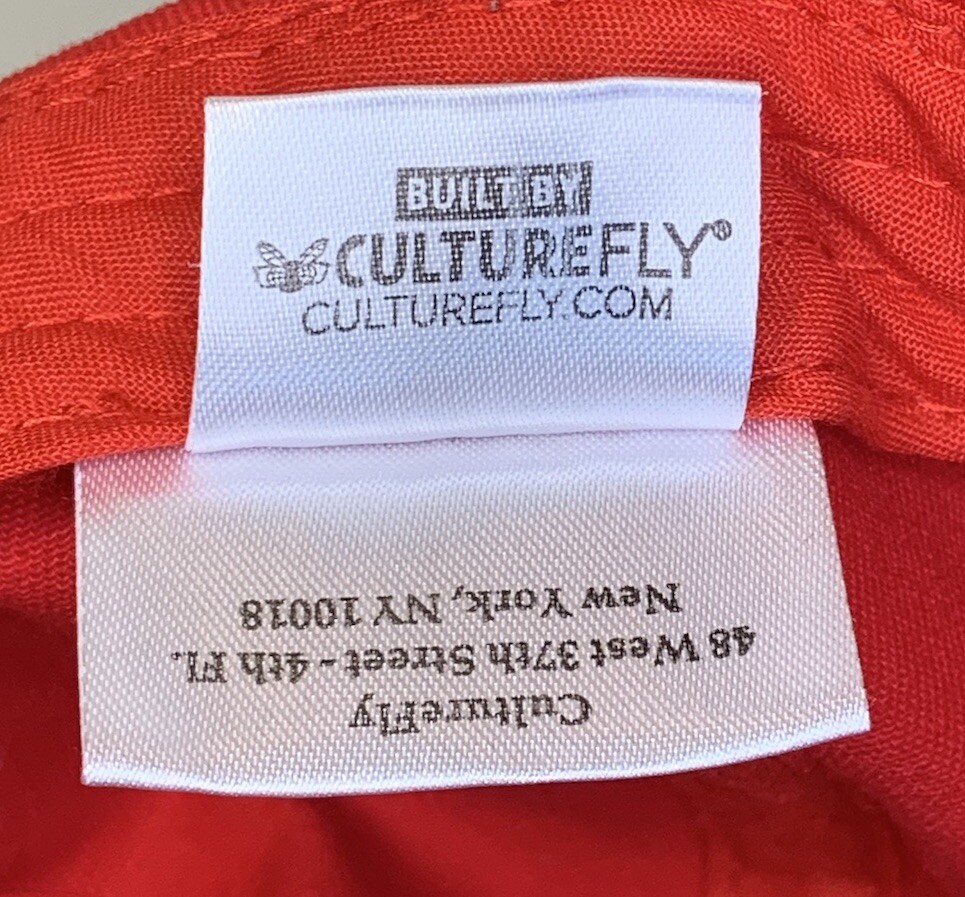 BUILT BY
CULTUREFLY®
CULTUREFLY.COM
CultureFly
48 West 37th Street - 4th Fl.
New York, NY 10018